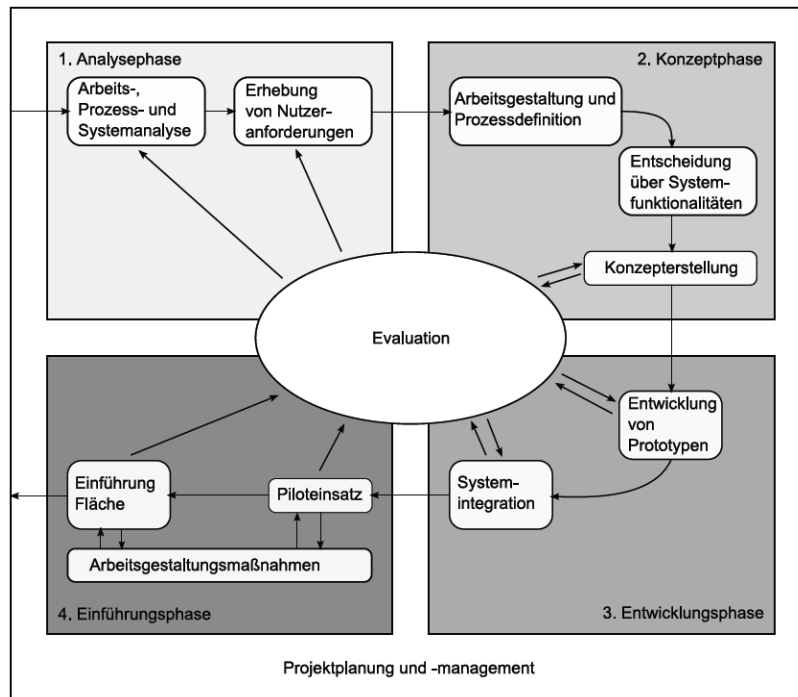 1. Analysephase
Arbeits-,
Prozess- und
Systemanalyse
Erhebung
von Nutzer-
anforderungen
2. Konzeptphase
Arbeitsgestaltung und
Prozessdefinition
Entscheidung
über System-
funktionalitäten
Konzepterstellung
Evaluation
Entwicklung
von
Prototypen
System-
integration
3. Entwicklungsphase
Einführung
Fläche
Piloteinsatz
Arbeitsgestaltungsmaßnahmen
4. Einführungsphase
Projektplanung und -management